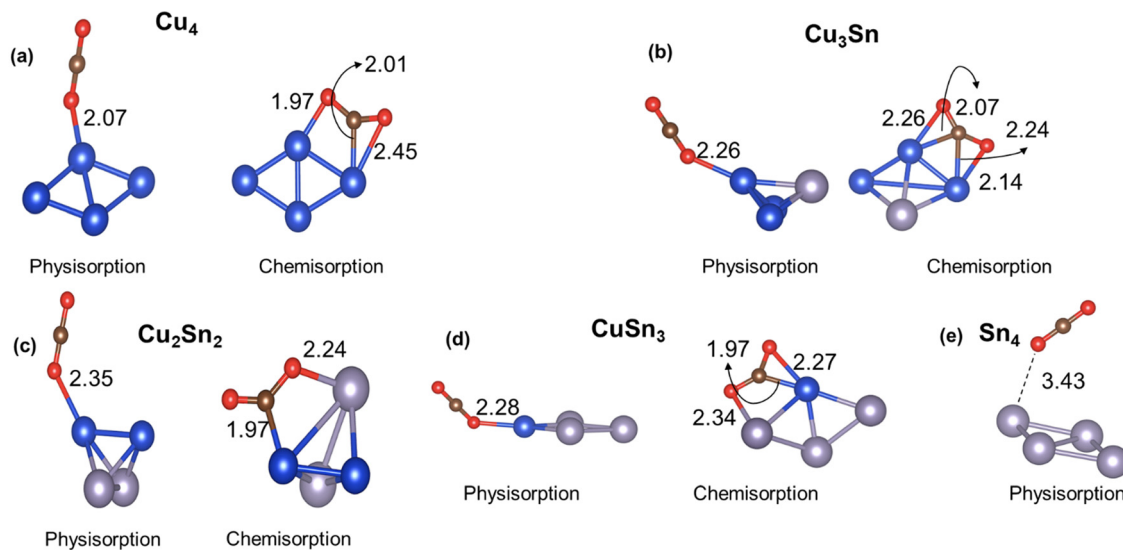 Cu4
(a)
2.07
Physisorption
1.97
2.01
2.45
Chemisorption
Cu3Sn
(b)
2.26
Physisorption
2.26
2.07
2.24
2.14
Chemisorption
Cu2Sn2
(c)
2.35
Physisorption
2.24
1.97
Chemisorption
CuSn3
(d)
2.28
Physisorption
1.97
2.27
2.34
Chemisorption
(e) Sn4
3.43
Physisorption